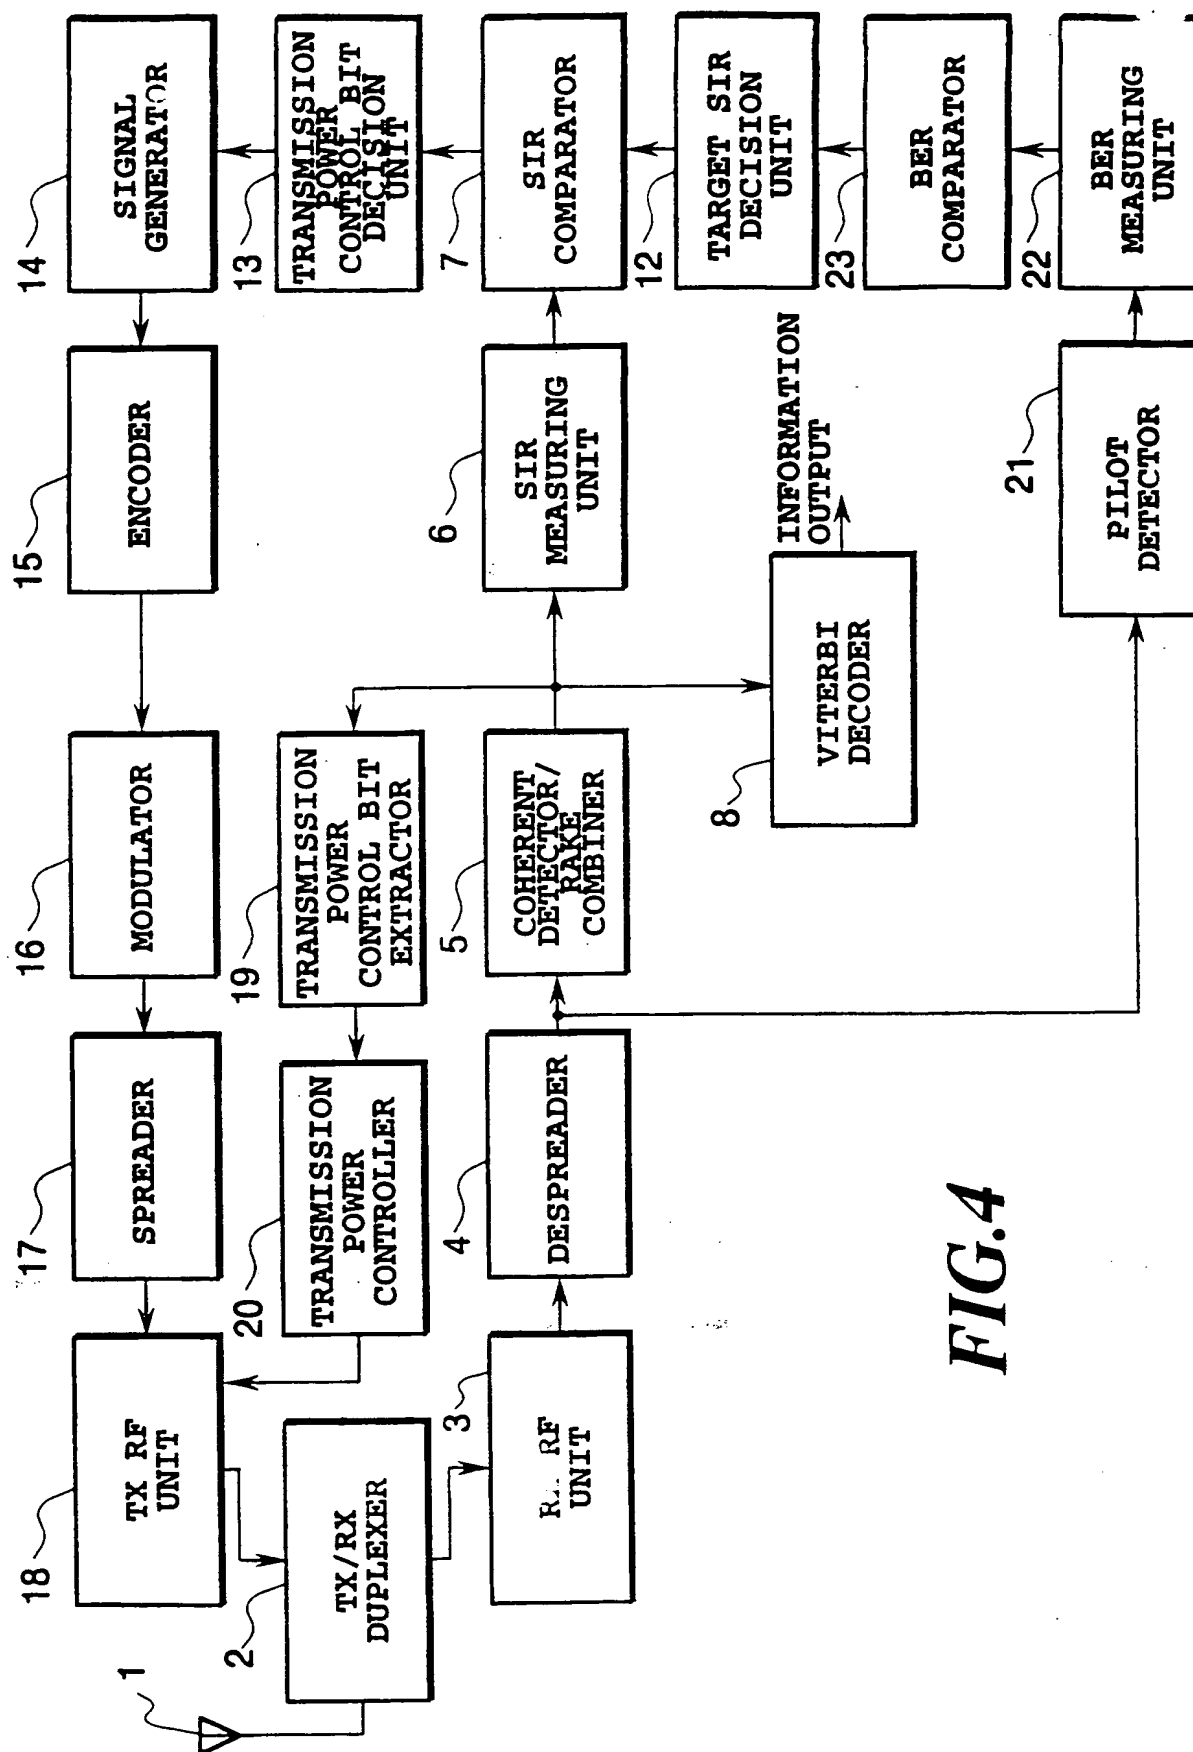 14
SIGNAL
GENERATOR
13
TRANSMISSION
POWER
CONTROL BIT
DECISION
UNIT
7
SIR
COMPARATOR
12
TARGET SIR
DECISION
UNIT
23
BER
COMPARATOR
22
BER
MEASURING
UNIT
15
ENCODER
6
SIR
MEASURING
UNIT
INFORMATION
OUTPUT
21
PILOT
DETECTOR
16
MODULATOR
19
TRANSMISSION
POWER
CONTROL BIT
EXTRACTOR
5
COHERENT
DETECTOR/
RAKE
COMBINER
8
VITERBI
DECODER
17
SPREADER
20
TRANSMISSION
POWER
CONTROLLER
4
DESPREADER
18
TX RF
UNIT
2
TX/RX
DUPLEXER
3
RF
UNIT
1
FIG.4